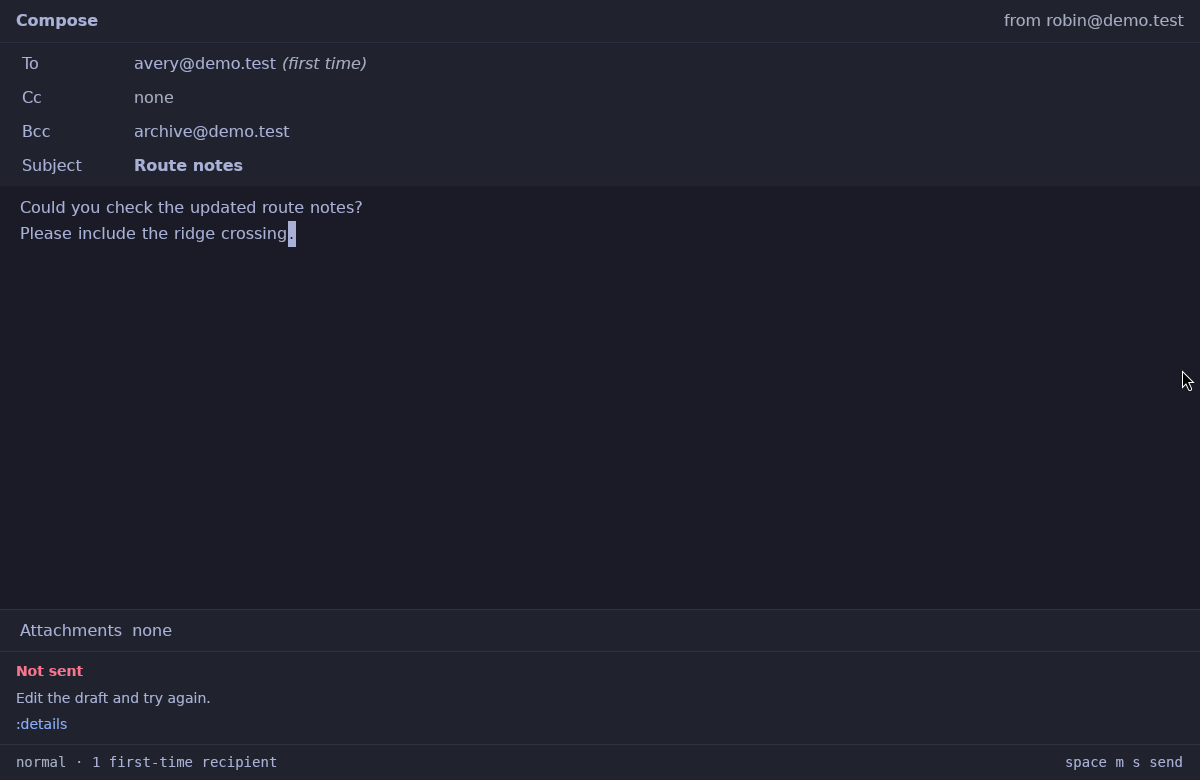 Compose from robin@demo.test
To avery@demo.test (first time)
Cc none
Bcc archive@demo.test
Subject Route notes
Could you check the updated route notes?
Please include the ridge crossing.
Attachments none
Not sent
Edit the draft and try again.
:details
normal · 1 first-time recipient space m s send